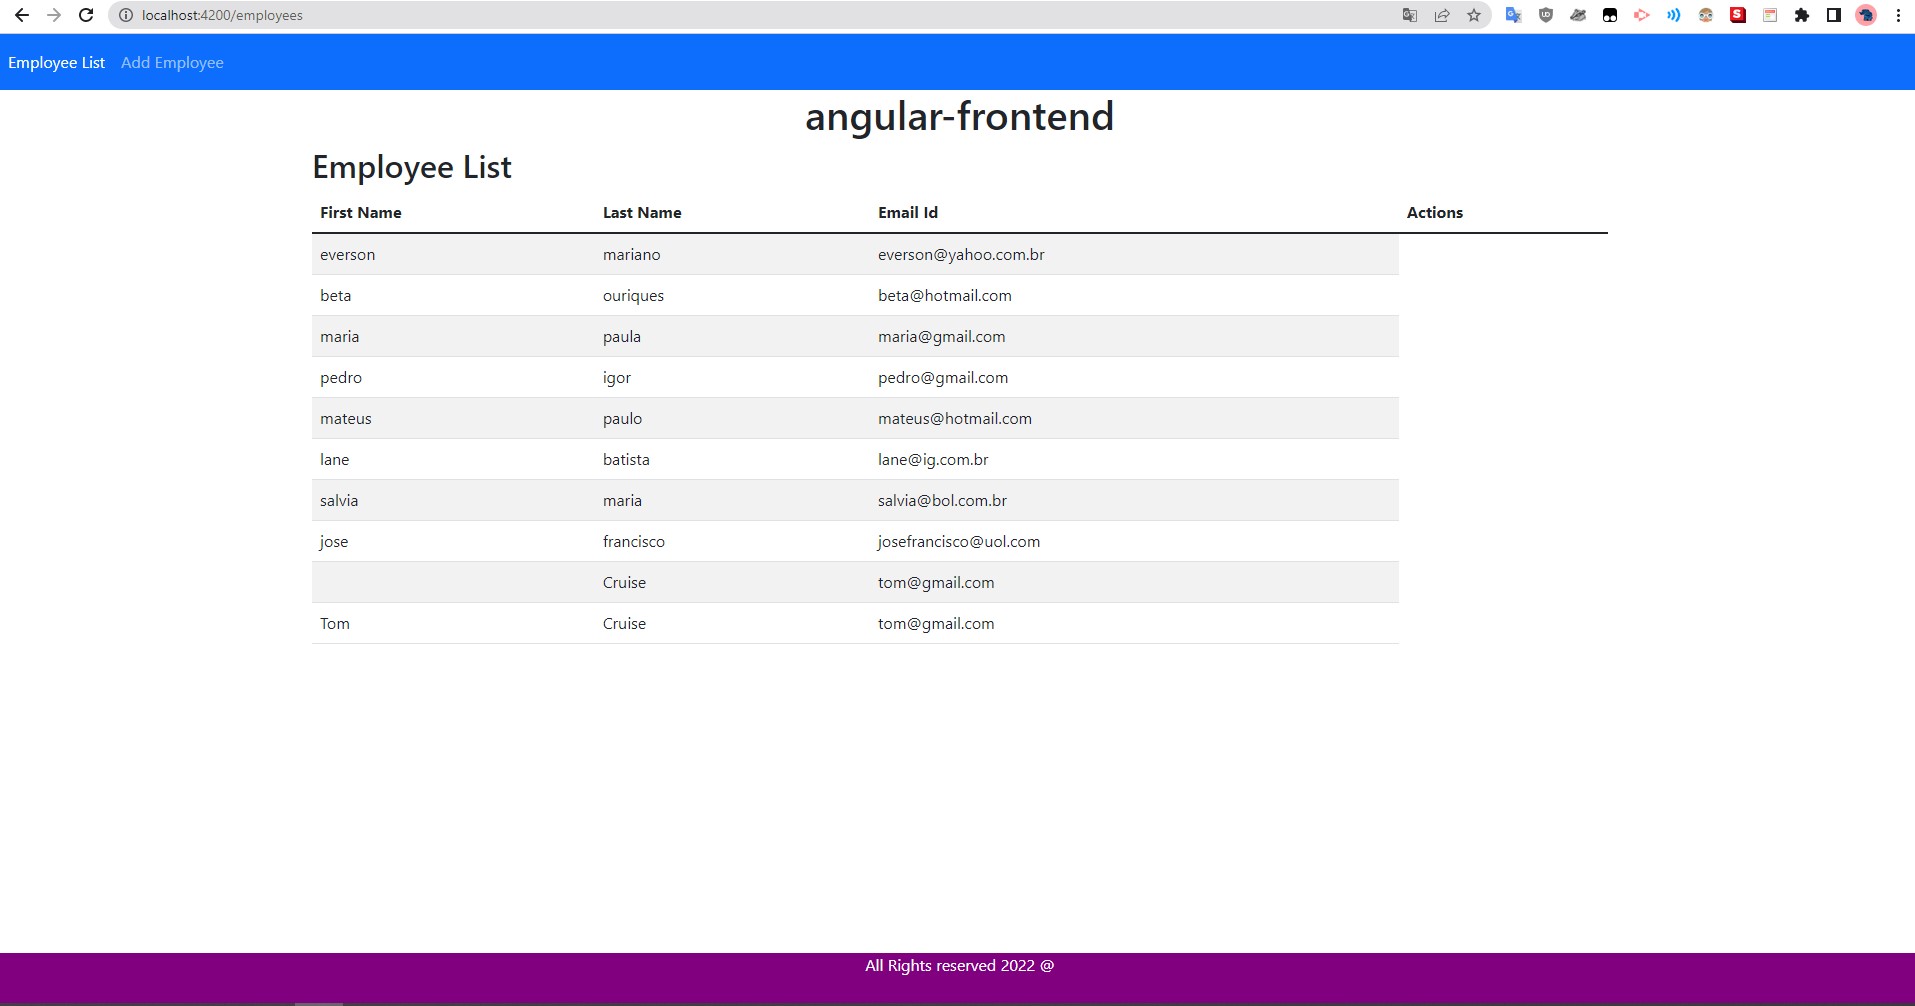 localhost:4200/employees
Employee List Add Employee
angular-frontend
Employee List
First Name Last Name Email Id Actions
everson mariano everson@yahoo.com.br
beta ouriques beta@hotmail.com
maria paula maria@gmail.com
pedro igor pedro@gmail.com
mateus paulo mateus@hotmail.com
lane batista lane@ig.com.br
salvia maria salvia@bol.com.br
jose francisco josefrancisco@uol.com
Cruise tom@gmail.com
Tom Cruise tom@gmail.com
All Rights reserved 2022 @